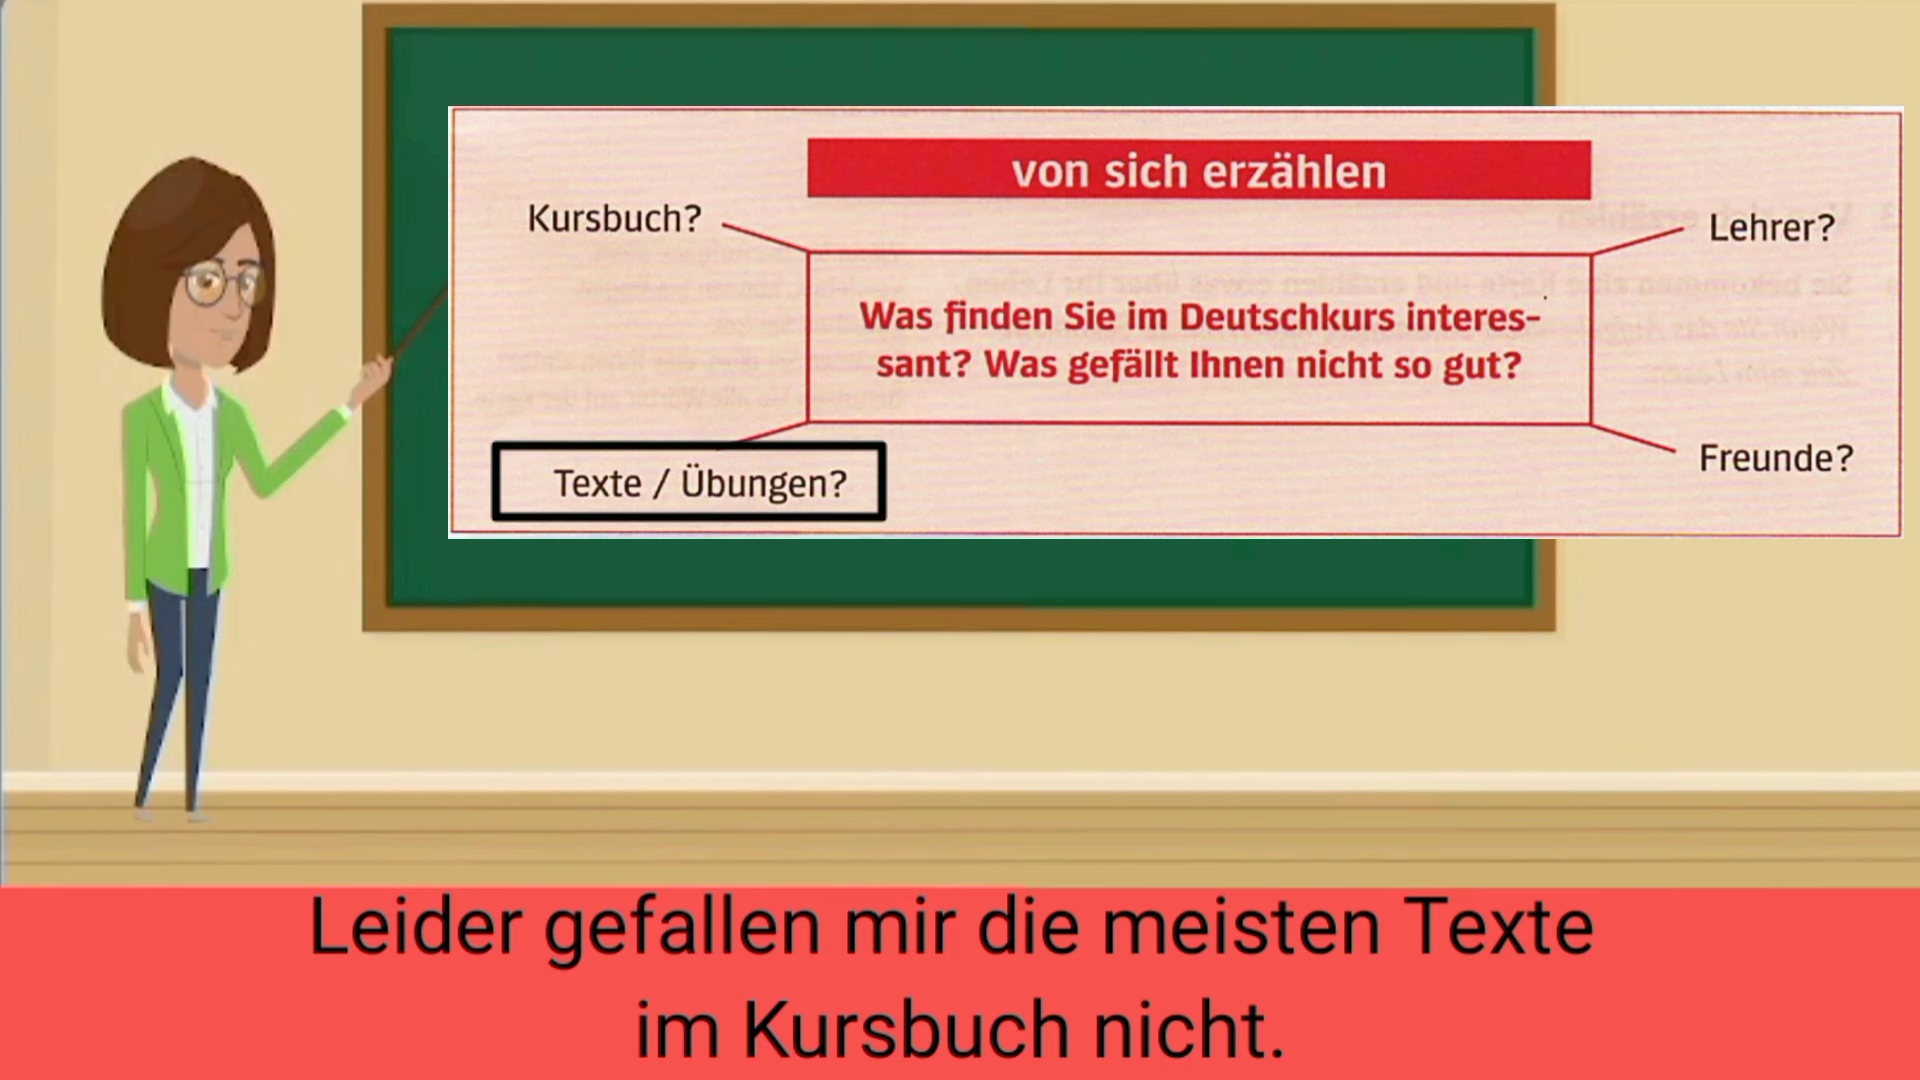 von sich erzählen
Kursbuch?
Lehrer?
Was finden Sie im Deutschkurs interes-
sant? Was gefällt Ihnen nicht so gut?
Texte / Übungen?
Freunde?
Leider gefallen mir die meisten Texte
im Kursbuch nicht.